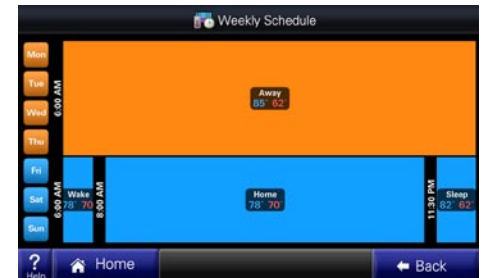 Weekly Schedule
Mon
Tue
Wed
Thu
Fri
Sat
Sun
6:00 AM
Away
85° 62°
6:00 AM
Wake
78° 70
8:00 AM
Home
78° 70°
11:30 PM
Sleep
82° 62°
?
Help
Home
Back